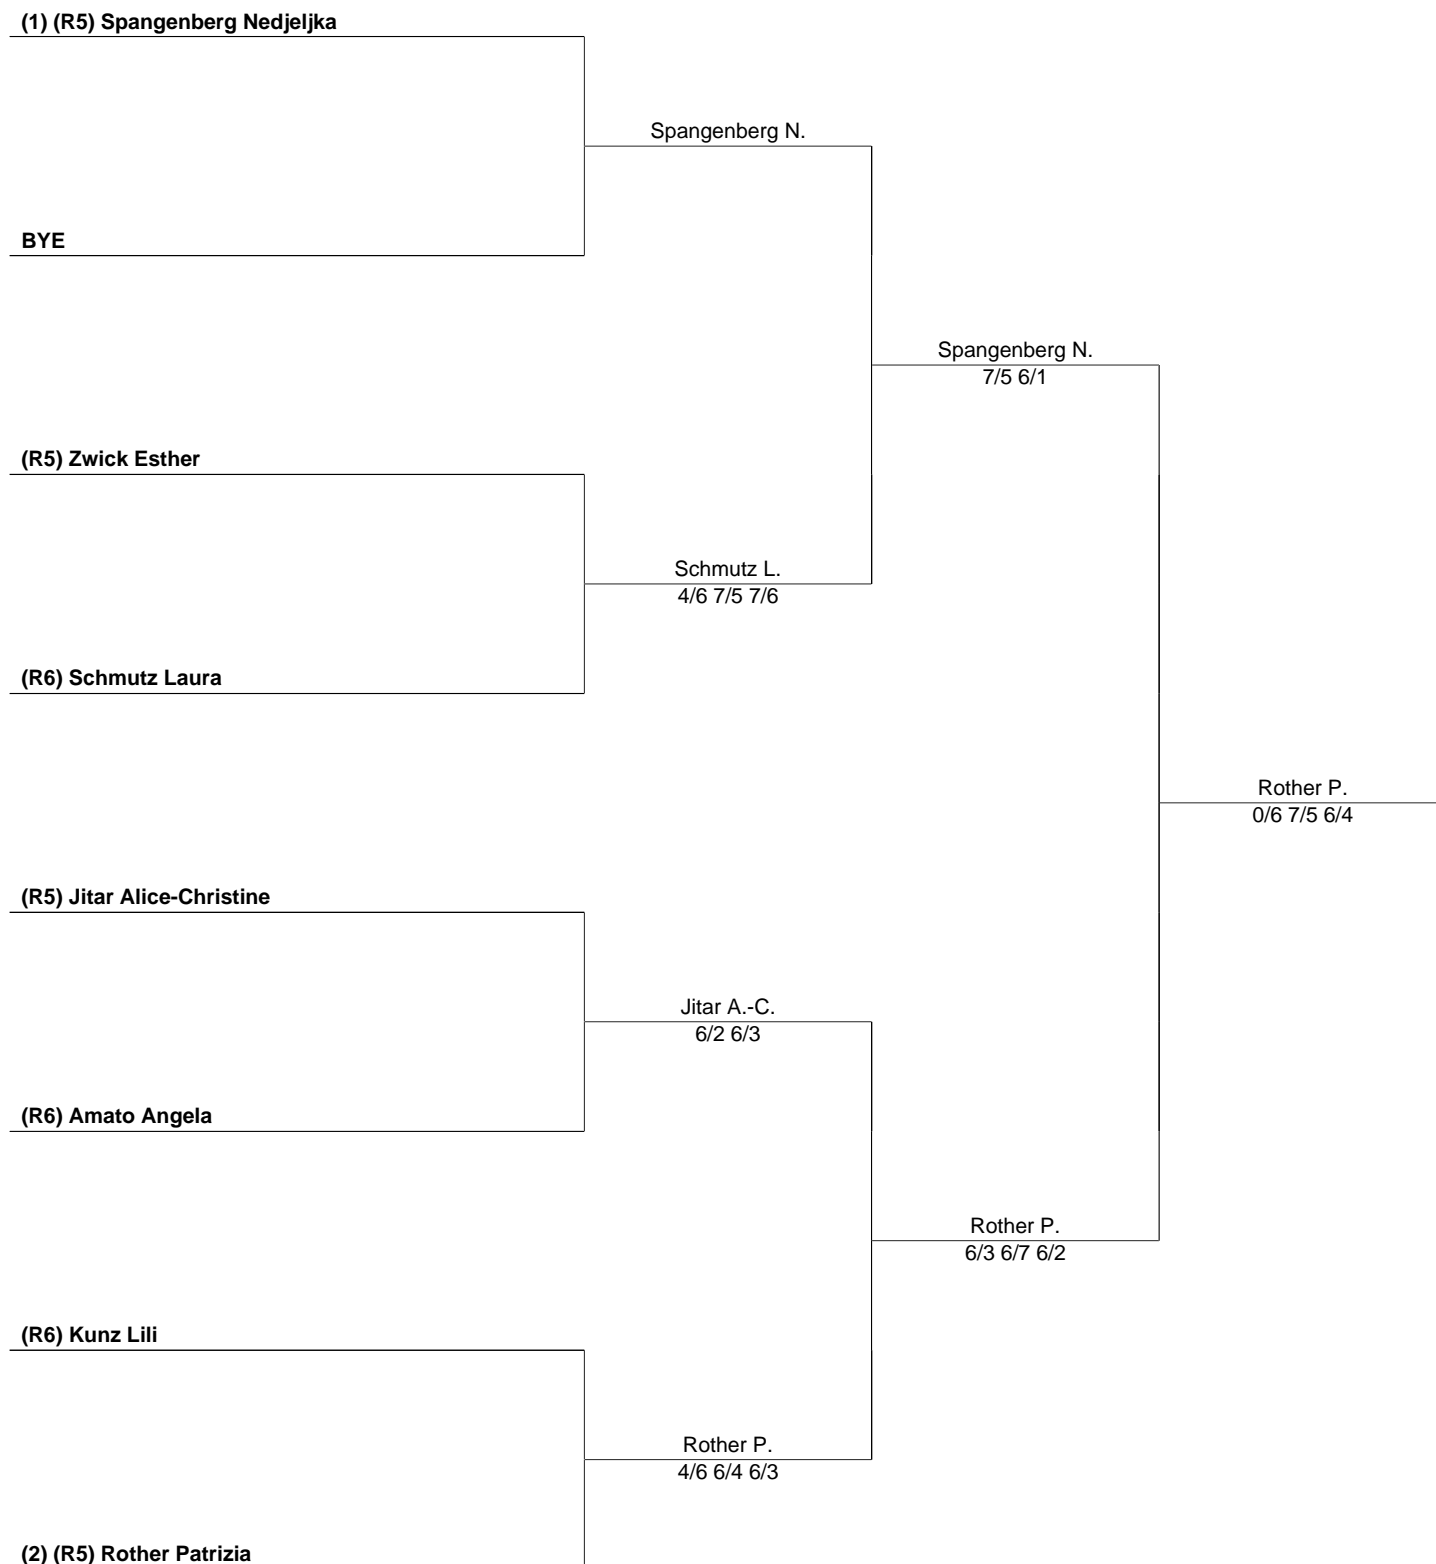 (1) (R5) Spangenberg Nedjeljka
Spangenberg N.
BYE
Spangenberg N.
7/5 6/1
(R5) Zwick Esther
Schmutz L.
4/6 7/5 7/6
(R6) Schmutz Laura
Rother P.
0/6 7/5 6/4
(R5) Jitar Alice-Christine
Jitar A.-C.
6/2 6/3
(R6) Amato Angela
Rother P.
6/3 6/7 6/2
(R6) Kunz Lili
Rother P.
4/6 6/4 6/3
(2) (R5) Rother Patrizia